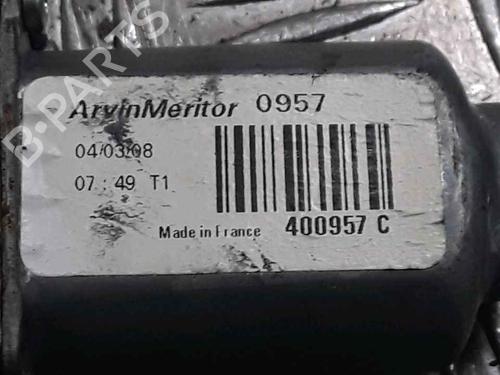 ArvinMeritor 0957
04/03/08
07 : 49 T1
Made in France 400957 C
B-PARTS